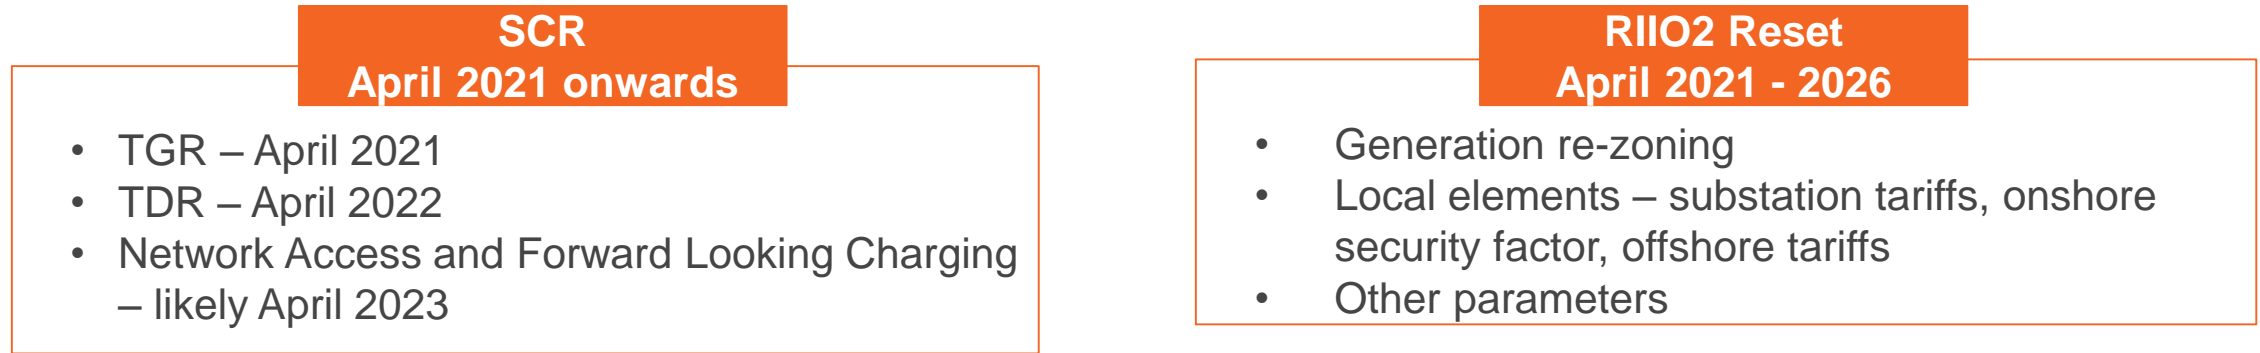 SCR
April 2021 onwards
• TGR – April 2021
• TDR – April 2022
• Network Access and Forward Looking Charging
– likely April 2023
RIIO2 Reset
April 2021 - 2026
• Generation re-zoning
• Local elements – substation tariffs, onshore
security factor, offshore tariffs
• Other parameters